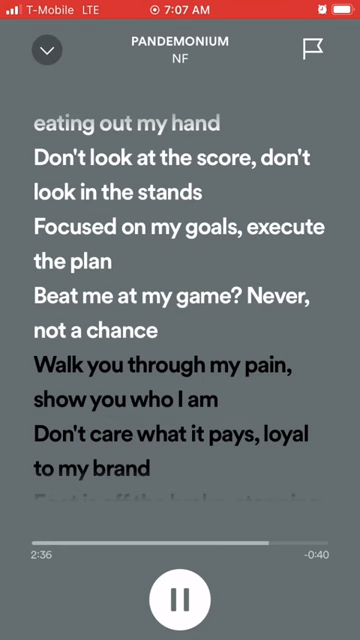 T-Mobile LTE 7:07 AM
PANDEMONIUM
NF
eating out my hand
Don't look at the score, don't
look in the stands
Focused on my goals, execute
the plan
Beat me at my game? Never,
not a chance
Walk you through my pain,
show you who I am
Don't care what it pays, loyal
to my brand
2:36 -0:40